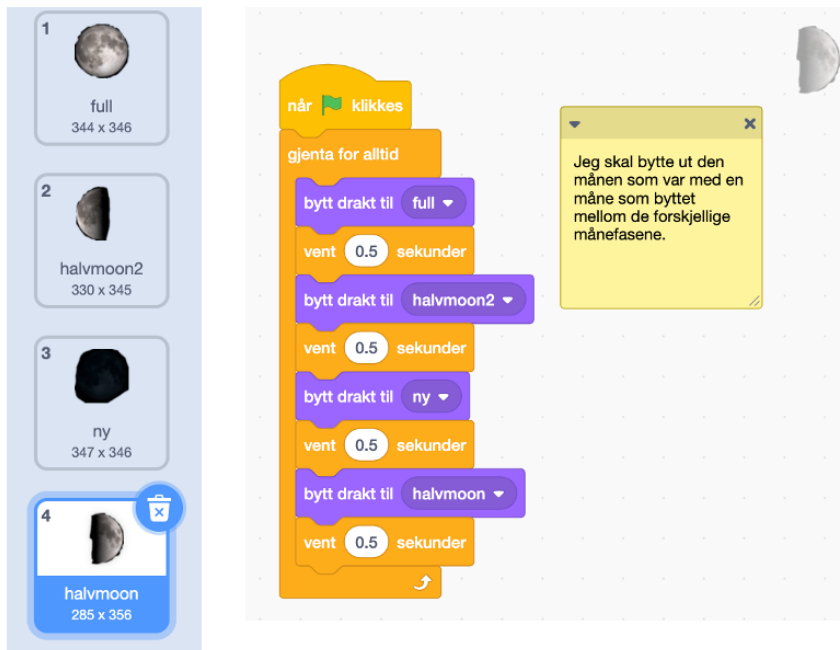 1
full
344 x 346
2
halvmoon2
330 x 345
3
ny
347 x 346
4
halvmoon
285 x 356
når klikkes
gjenta for alltid
bytt drakt til full
vent 0.5 sekunder
bytt drakt til halvmoon2
vent 0.5 sekunder
bytt drakt til ny
vent 0.5 sekunder
bytt drakt til halvmoon
vent 0.5 sekunder
Jeg skal bytte ut den
månen som var med en
måne som byttet
mellom de forskjellige
månefasene.